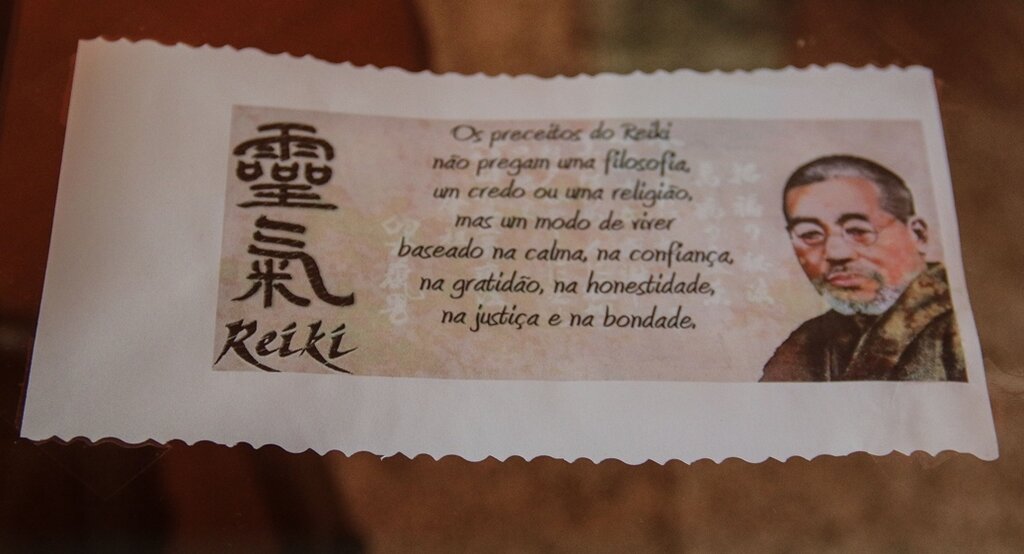 靈
氣
Reiki
Os preceitos do Reiki
não pregam uma filosofia,
um credo ou uma religião,
mas um modo de viver
baseado na calma, na confiança,
na gratidão, na honestidade,
na justiça e na bondade.